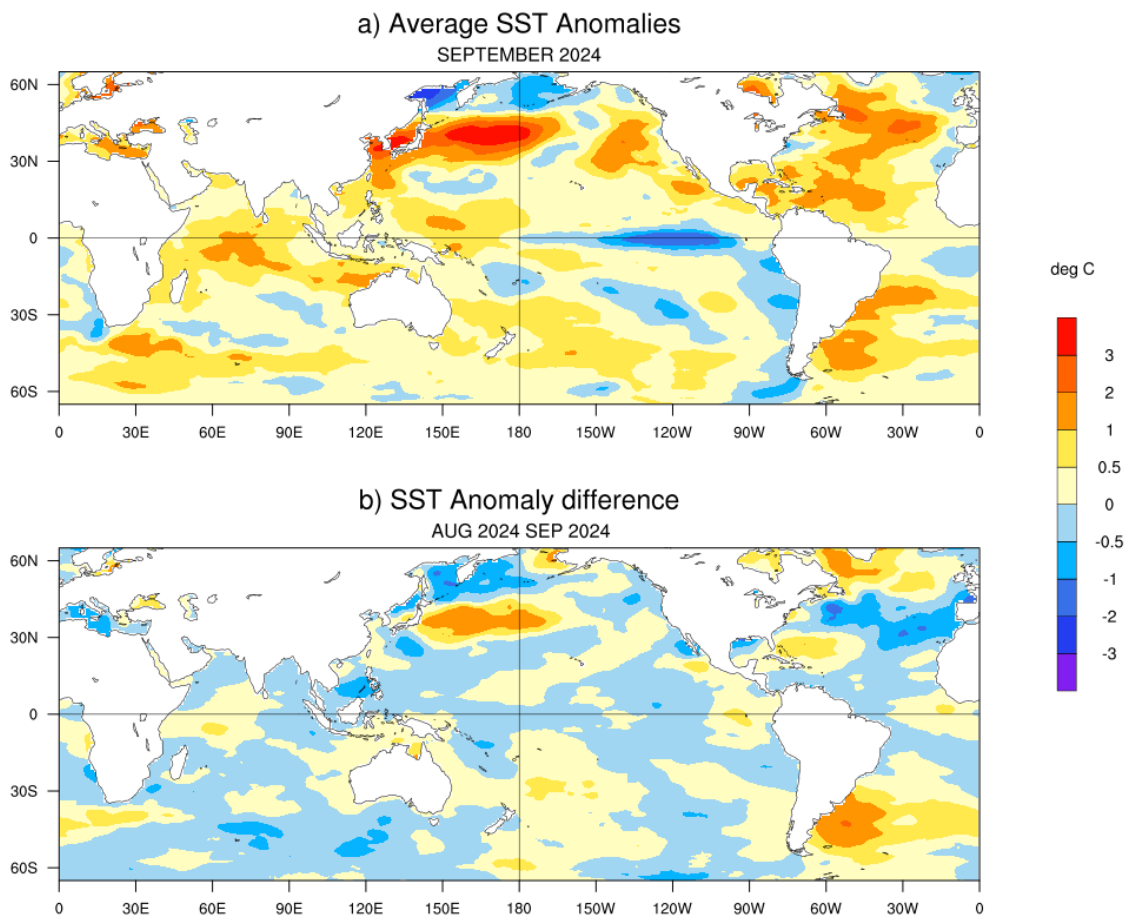 a) Average SST Anomalies
SEPTEMBER 2024
60N
30N
0
30S
60S
0 30E 60E 90E 120E 150E 180 150W 120W 90W 60W 30W 0
deg C
3
2
1
0.5
0
-0.5
-1
-2
-3
b) SST Anomaly difference
AUG 2024 SEP 2024
60N
30N
0
30S
60S
0 30E 60E 90E 120E 150E 180 150W 120W 90W 60W 30W 0